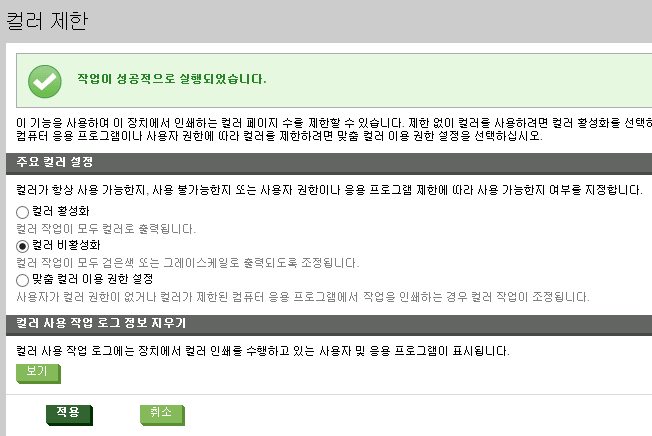 컬러 제한
작업이 성공적으로 실행되었습니다.
이 기능을 사용하여 이 장치에서 인쇄하는 컬러 페이지 수를 제한할 수 있습니다. 제한 없이 컬러를 사용하려면 컬러 활성화를 선택하
컴퓨터 응용 프로그램이나 사용자 권한에 따라 컬러를 제한하려면 맞춤 컬러 이용 권한 설정을 선택하십시오.
주요 컬러 설정
컬러가 항상 사용 가능한지, 사용 불가능한지 또는 사용자 권한이나 응용 프로그램 제한에 따라 사용 가능한지 여부를 지정합니다.
컬러 활성화
컬러 작업이 모두 컬러로 출력됩니다.
컬러 비활성화
컬러 작업이 모두 검은색 또는 그레이스케일로 출력되도록 조정됩니다.
맞춤 컬러 이용 권한 설정
사용자가 컬러 권한이 없거나 컬러가 제한된 컴퓨터 응용 프로그램에서 작업을 인쇄하는 경우 컬러 작업이 조정됩니다.
컬러 사용 작업 로그 정보 지우기
컬러 사용 작업 로그에는 장치에서 컬러 인쇄를 수행하고 있는 사용자 및 응용 프로그램이 표시됩니다.
보기
적용 취소